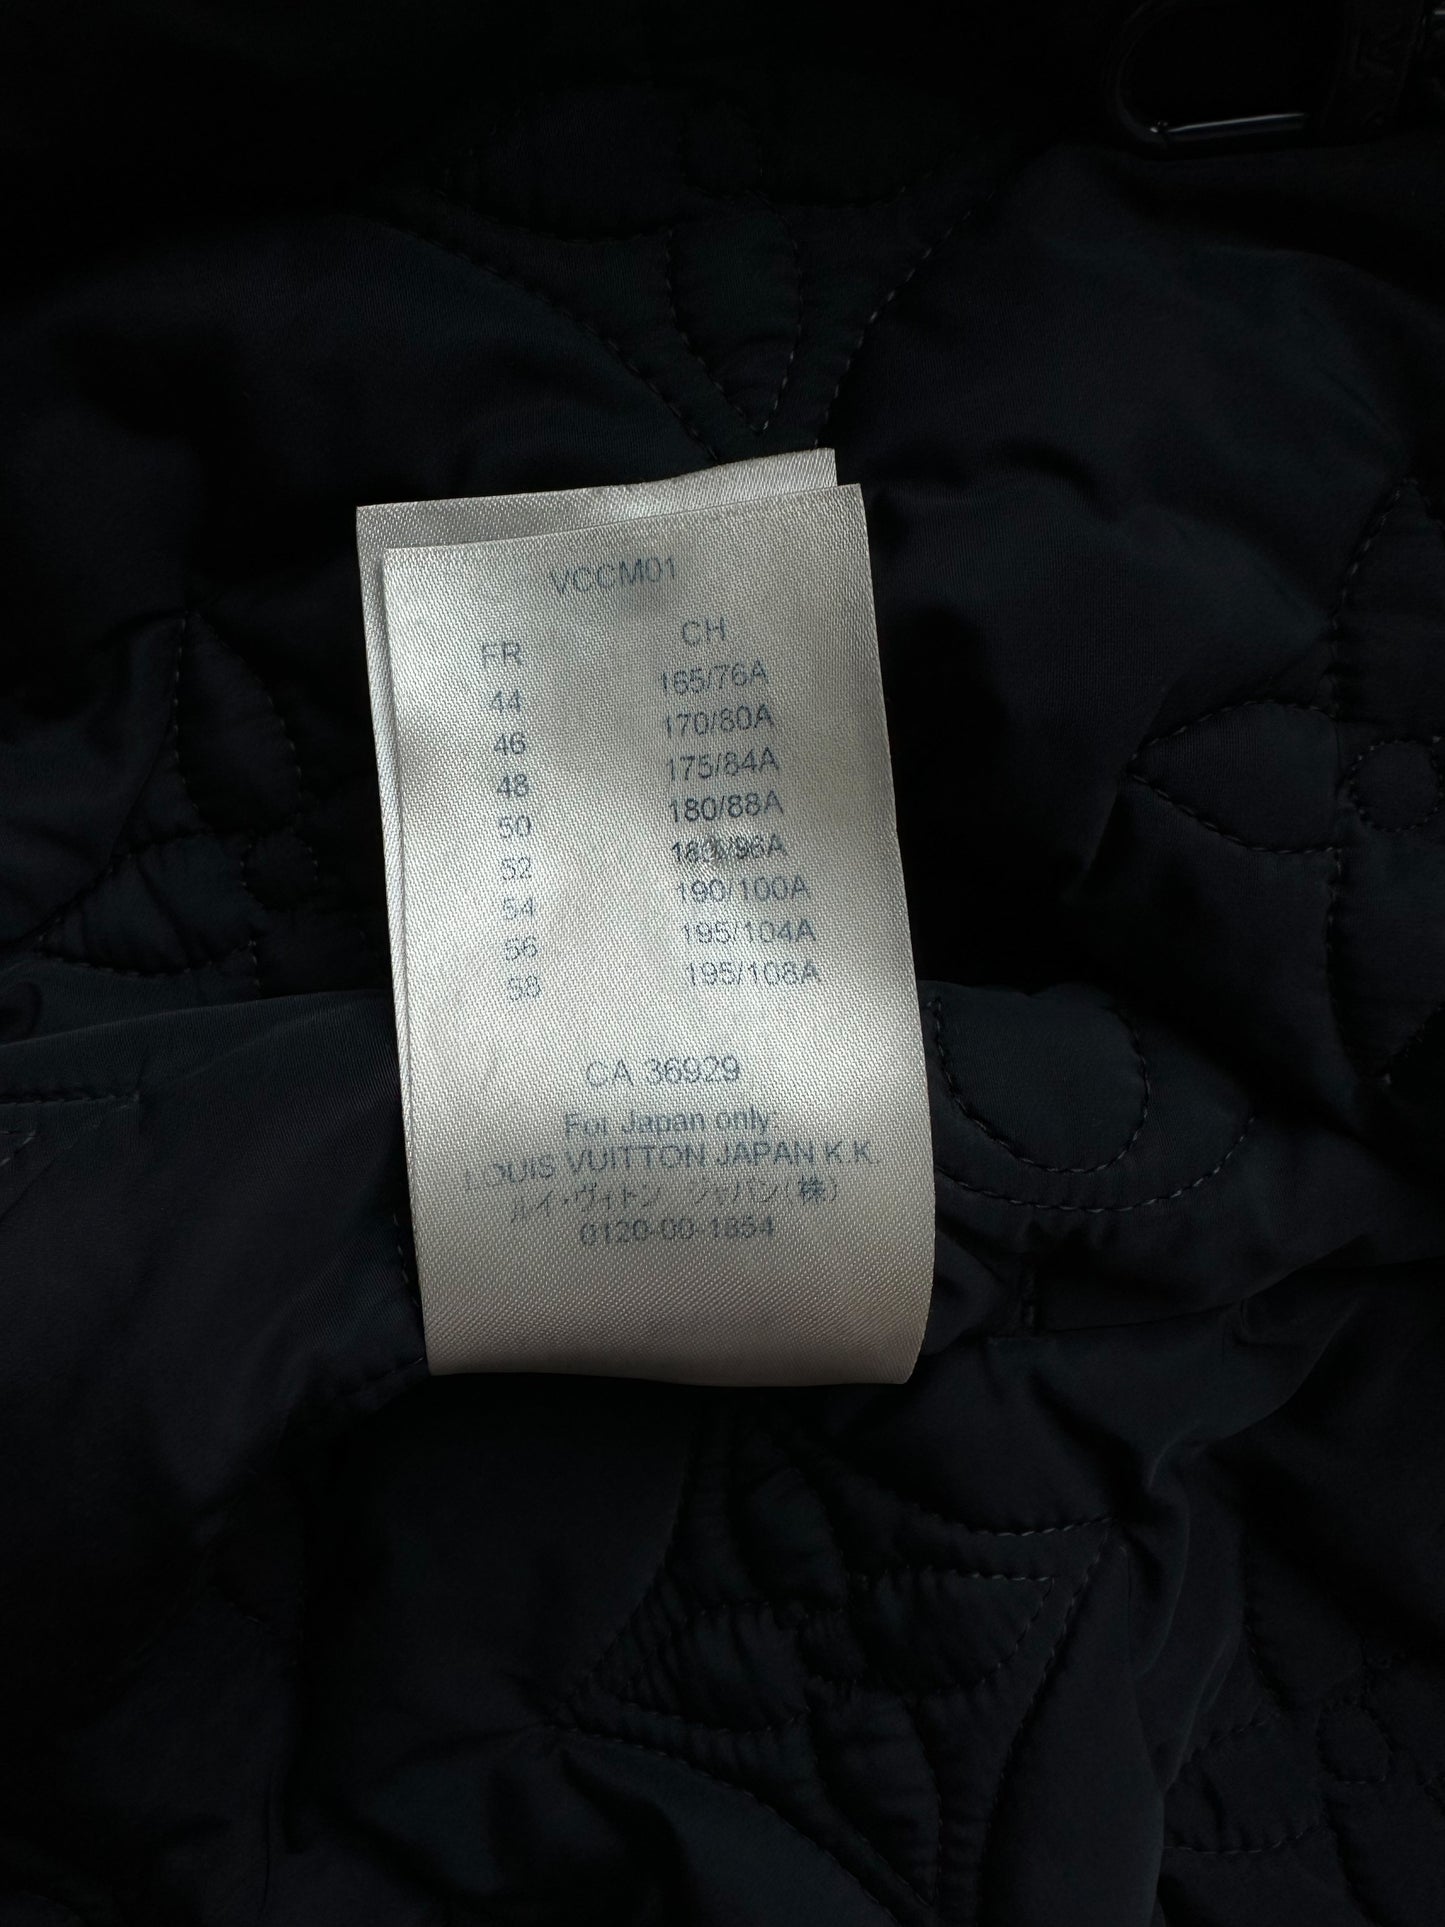 VCCM01
FR CH
44 165/76A
46 170/80A
48 175/84A
50 180/88A
52 /96A
54 190/100A
56 195/104A
58 195/108A
CA 36929
For Japan only:
LOUIS VUITTON JAPAN K.K.
ルイ・ヴィトン ジャパン(株)
0120-00-1854